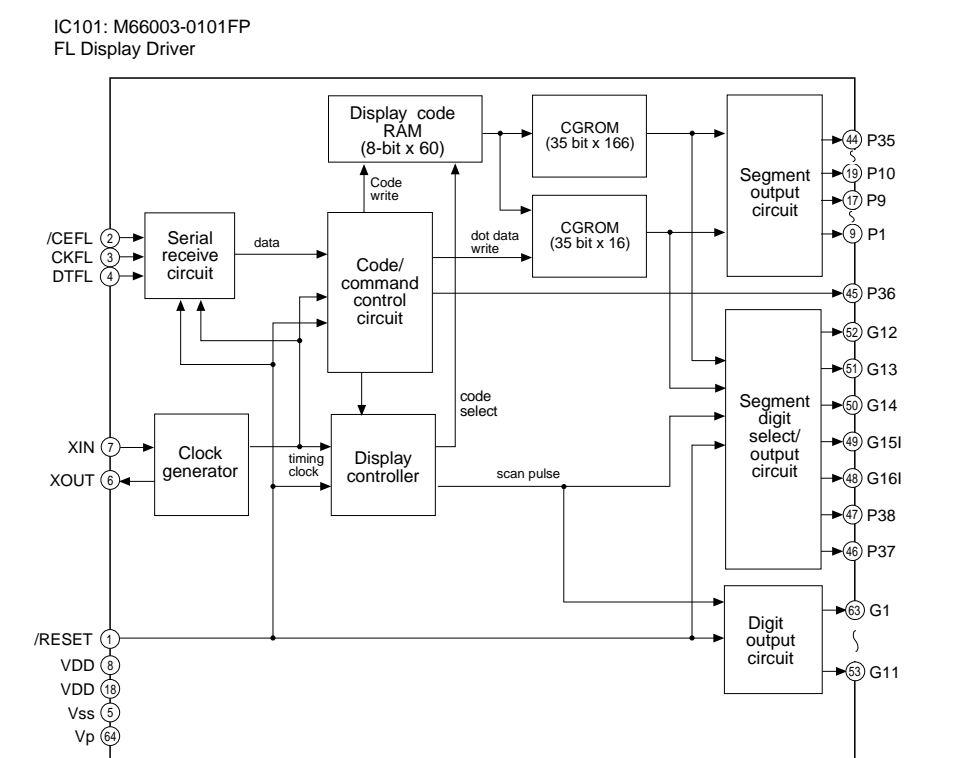 IC101: M66003-0101FP
FL Display Driver
Display code
RAM
(8-bit x 60)
CGROM
(35 bit x 166)
Segment
output
circuit
44 P35
19 P10
17 P9
9 P1
Code
write
/CEFL 2
CKFL 3
DTFL 4
Serial
receive
circuit
data
Code/
command
control
circuit
dot data
write
CGROM
(35 bit x 16)
45 P36
52 G12
51 G13
50 G14
49 G15I
48 G16I
47 P38
46 P37
Segment
digit
select/
output
circuit
code
select
XIN 7
XOUT 6
Clock
generator
timing
clock
Display
controller
scan pulse
Digit
output
circuit
63 G1
53 G11
/RESET 1
VDD 8
VDD 18
Vss 5
Vp 64